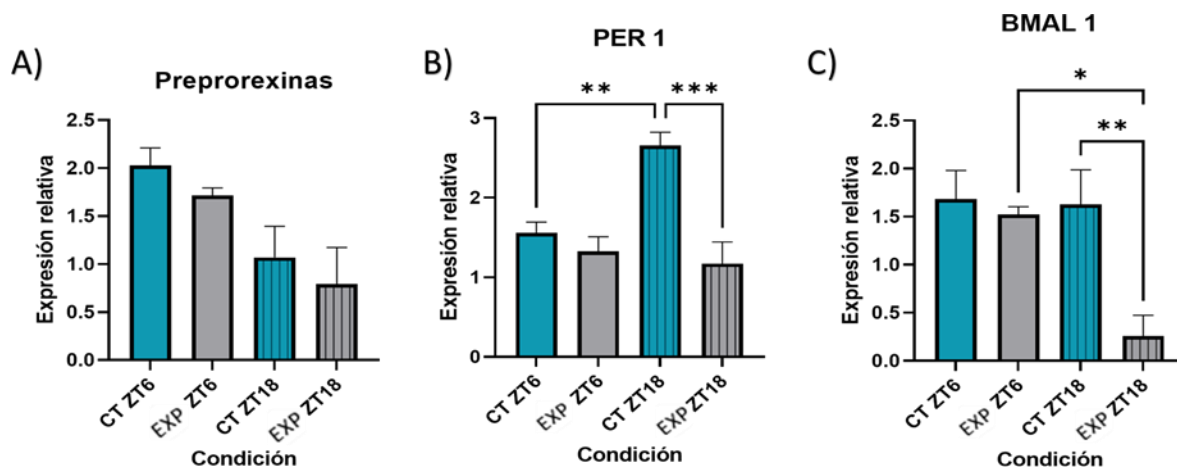 A)
Preprorexinas
Expresión relativa
2.5
2.0
1.5
1.0
0.5
0.0
CT ZT6
EXP ZT6
CT ZT18
EXP ZT18
Condición
B)
PER 1
**
***
Expresión relativa
3
2
1
0
CT ZT6
EXP ZT6
CT ZT18
EXP ZT18
Condición
C)
BMAL 1
*
**
Expresión relativa
2.5
2.0
1.5
1.0
0.5
0.0
CT ZT6
EXP ZT6
CT ZT18
EXP ZT18
Condición